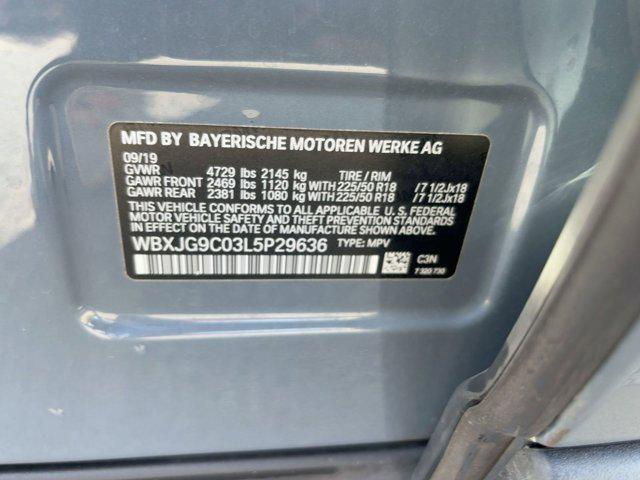 MFD BY BAYERISCHE MOTOREN WERKE AG
09/19
GVWR 4729 lbs 2145 kg TIRE / RIM
GAWR FRONT 2469 lbs 1120 kg WITH 225/50 R18 /7 1/2Jx18
GAWR REAR 2381 lbs 1080 kg WITH 225/50 R18 /7 1/2Jx18
THIS VEHICLE CONFORMS TO ALL APPLICABLE U.S. FEDERAL
MOTOR VEHICLE SAFETY AND THEFT PREVENTION STANDARDS
IN EFFECT ON THE DATE OF MANUFACTURE SHOWN ABOVE.
WBXJG9C03L5P29636 TYPE: MPV
C3N
7 320 730